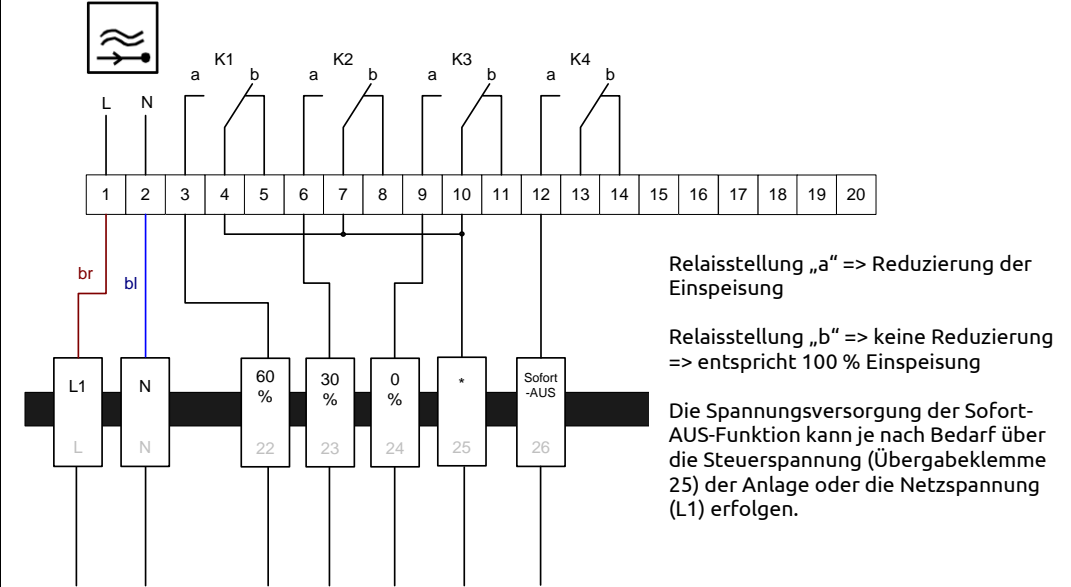 K1 K2 K3 K4
a b a b a b a b
L N
1 2 3 4 5 6 7 8 9 10 11 12 13 14 15 16 17 18 19 20
br
bl
Relaisstellung „a“ => Reduzierung der
Einspeisung
Relaisstellung „b“ => keine Reduzierung
=> entspricht 100 % Einspeisung
Die Spannungsversorgung der Sofort-
AUS-Funktion kann je nach Bedarf über
die Steuerspannung (Übergabeklemme
25) der Anlage oder die Netzspannung
(L1) erfolgen.
L1
L
N
N
60
%
22
30
%
23
0
%
24
*
25
Sofort
-AUS
26